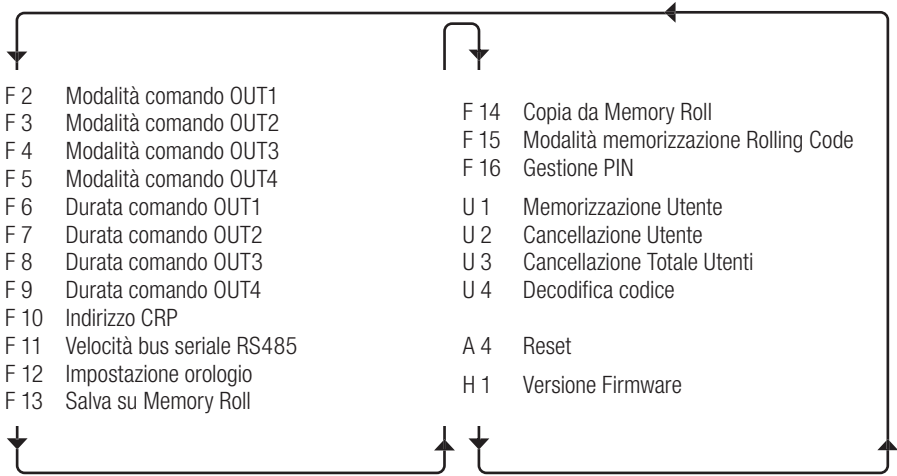 F 2 Modalità comando OUT1
F 3 Modalità comando OUT2
F 4 Modalità comando OUT3
F 5 Modalità comando OUT4
F 6 Durata comando OUT1
F 7 Durata comando OUT2
F 8 Durata comando OUT3
F 9 Durata comando OUT4
F 10 Indirizzo CRP
F 11 Velocità bus seriale RS485
F 12 Impostazione orologio
F 13 Salva su Memory Roll
F 14 Copia da Memory Roll
F 15 Modalità memorizzazione Rolling Code
F 16 Gestione PIN
U 1 Memorizzazione Utente
U 2 Cancellazione Utente
U 3 Cancellazione Totale Utenti
U 4 Decodifica codice
A 4 Reset
H 1 Versione Firmware